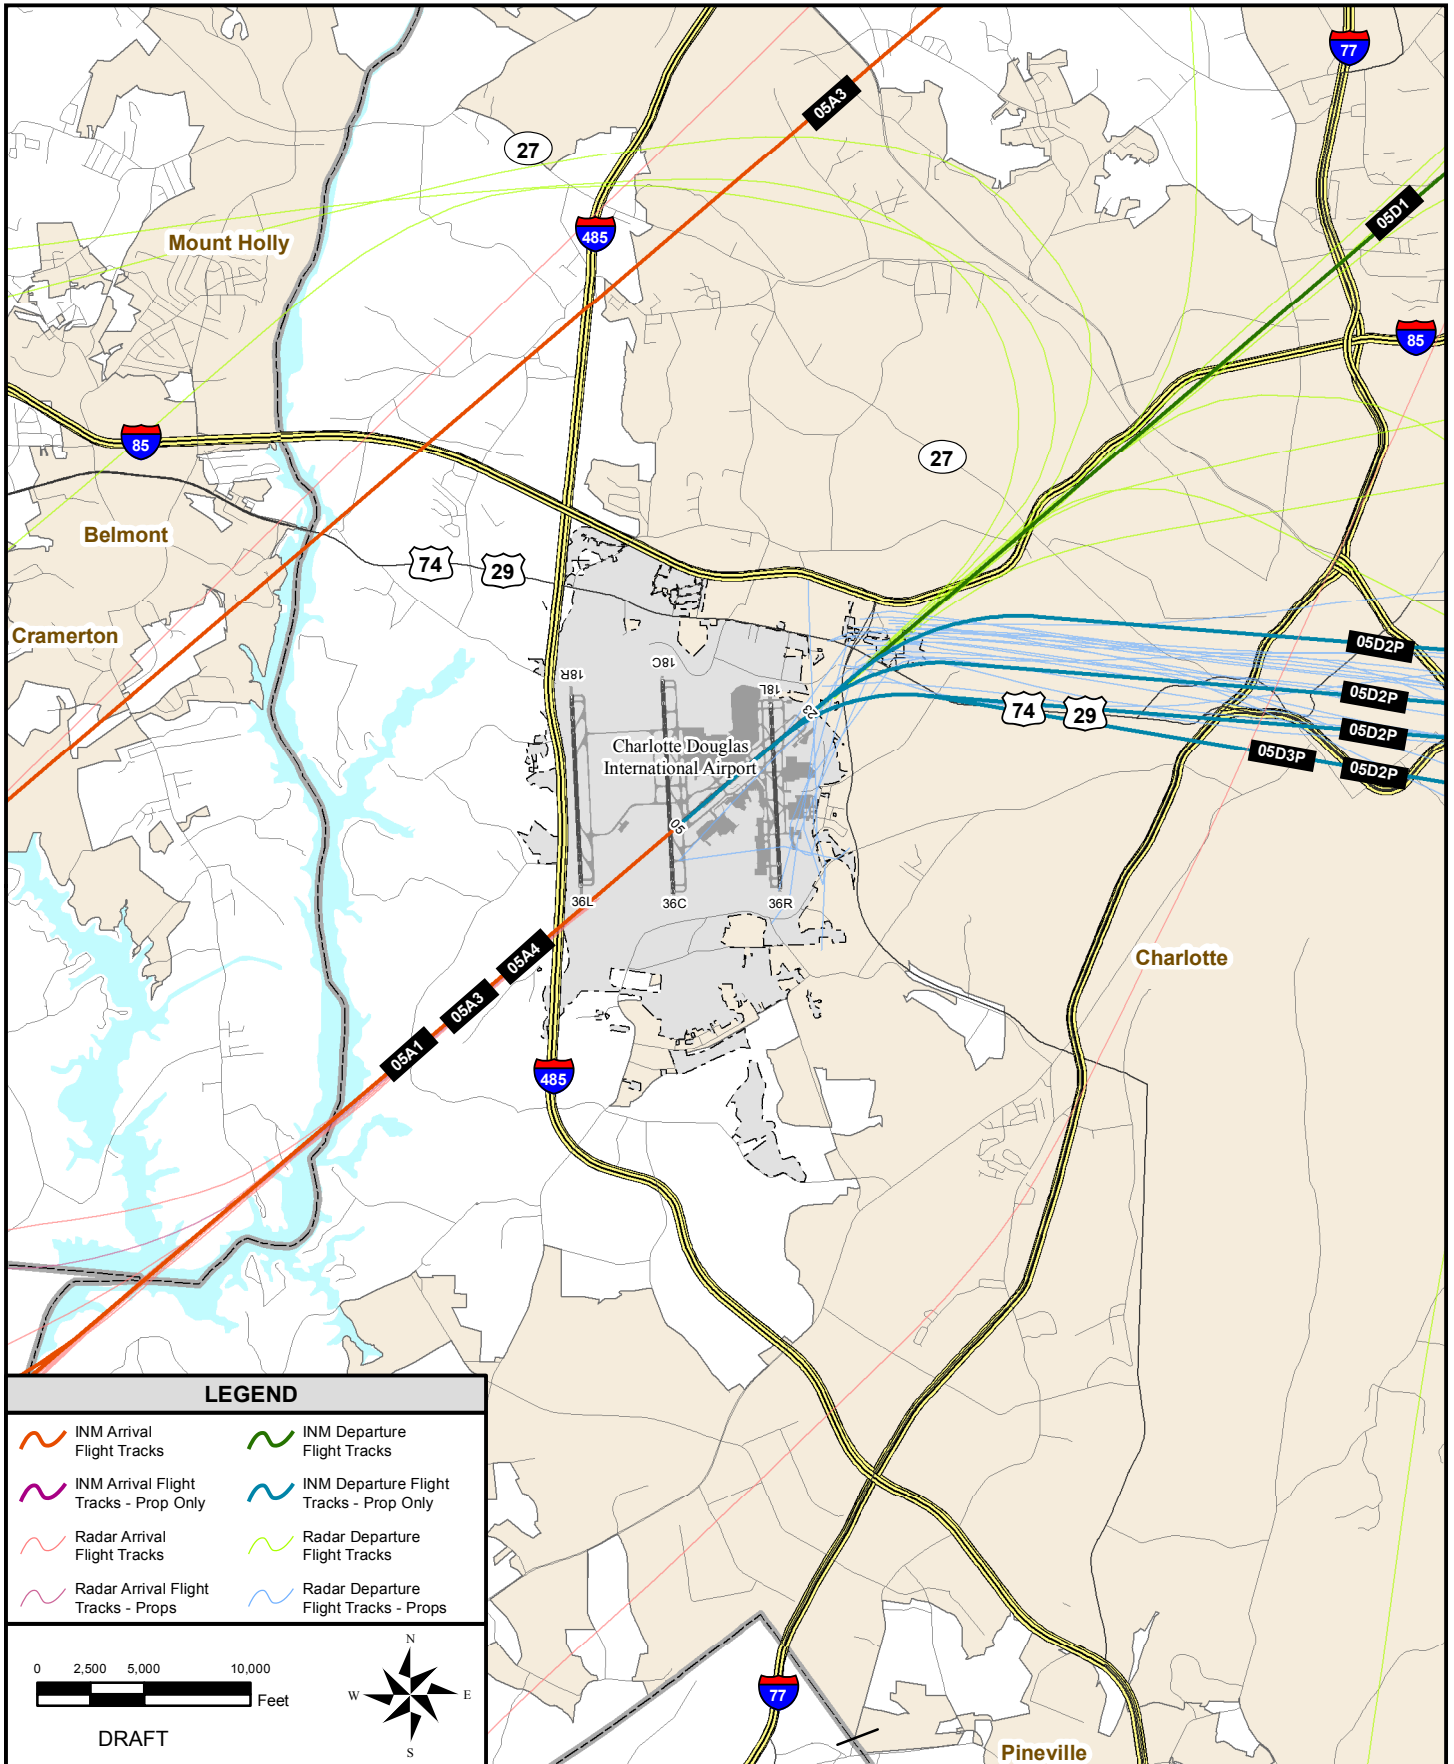 77
05A3
27
05D1
485
Mount Holly
85
85
27
Belmont
74
29
Cramerton
05D2P
18C
18R
18L
05D2P
23
74
29
05D2P
Charlotte Douglas
International Airport
05D3P
05D2P
05
36L
36C
36R
05A4
Charlotte
05A3
05A1
485
LEGEND
INM Arrival
Flight Tracks
INM Departure
Flight Tracks
INM Arrival Flight
Tracks - Prop Only
INM Departure Flight
Tracks - Prop Only
Radar Arrival
Flight Tracks
Radar Departure
Flight Tracks
Radar Arrival Flight
Tracks - Props
Radar Departure
Flight Tracks - Props
0 2,500 5,000 10,000
Feet
N
W E
S
DRAFT
77
Pineville